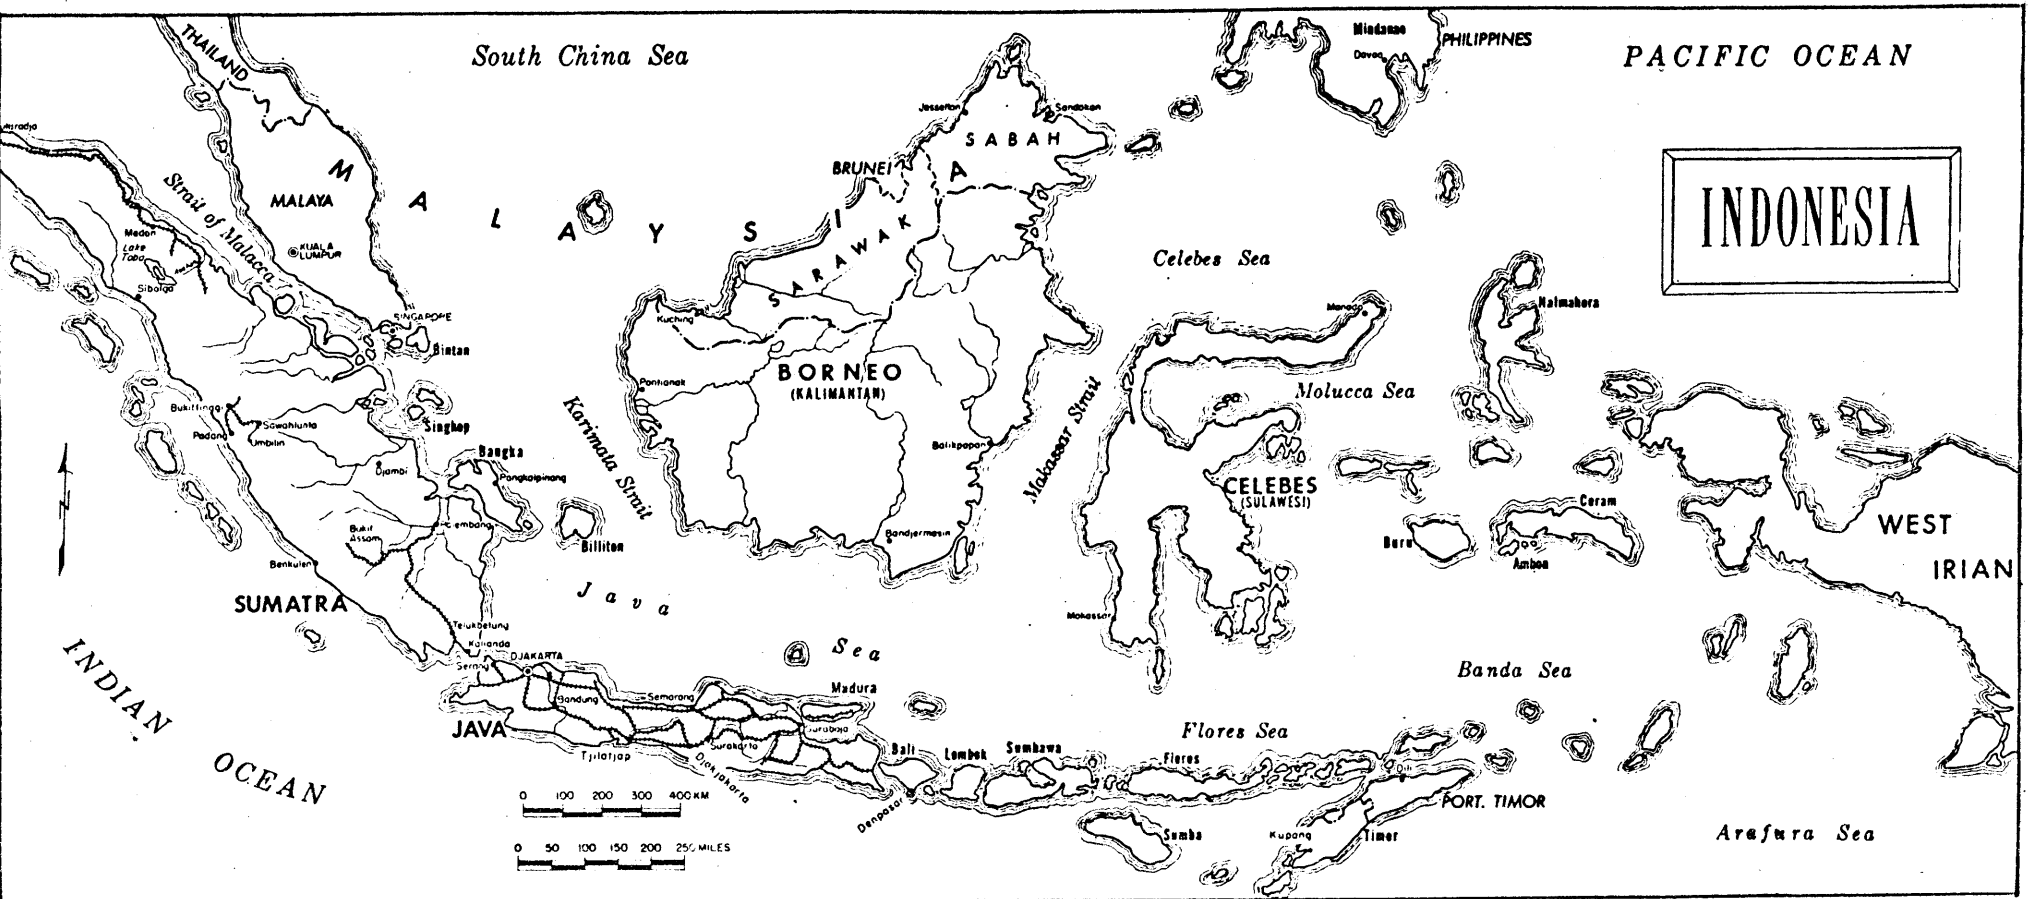 THAILAND
South China Sea
Mindanao
Davao
PHILIPPINES
PACIFIC OCEAN
Jesselton
Sandakan
SABAH
BRUNEI
MALAYSIA
INDONESIA
Strait of Malacca
MALAYA
KUALA
LUMPUR
Medan
Lake
Toba
Sibolga
SARAWAK
Celebes Sea
SINGAPORE
Bintan
Kuching
Menado
Halmahera
BORNEO
(KALIMANTAN)
Pontianak
Molucca Sea
Makassar Strait
Karimata Strait
Bukittinggi
Padang
Sawahlunto
Umbilin
Singkep
Djambi
Bangka
Pangkalpinang
Balikpapan
CELEBES
(SULAWESI)
Ceram
WEST
IRIAN
Bukit
Assam
Palembang
Billiton
Bandjermasin
Buru
Ambon
Benkulen
SUMATRA
Java
Sea
Makassar
Telukbetung
Kalianda
Serang
DJAKARTA
INDIAN
OCEAN
Banda Sea
Bandung
Semarang
Madura
JAVA
Surakarta
Surabaja
Tjilatjap
Djokjakarta
Flores Sea
Bali
Lombok
Sumbawa
Flores
Denpasar
Dili
PORT. TIMOR
Sumba
Kupang
Timor
Arafura Sea
0 100 200 300 400 KM
0 50 100 150 200 250 MILES